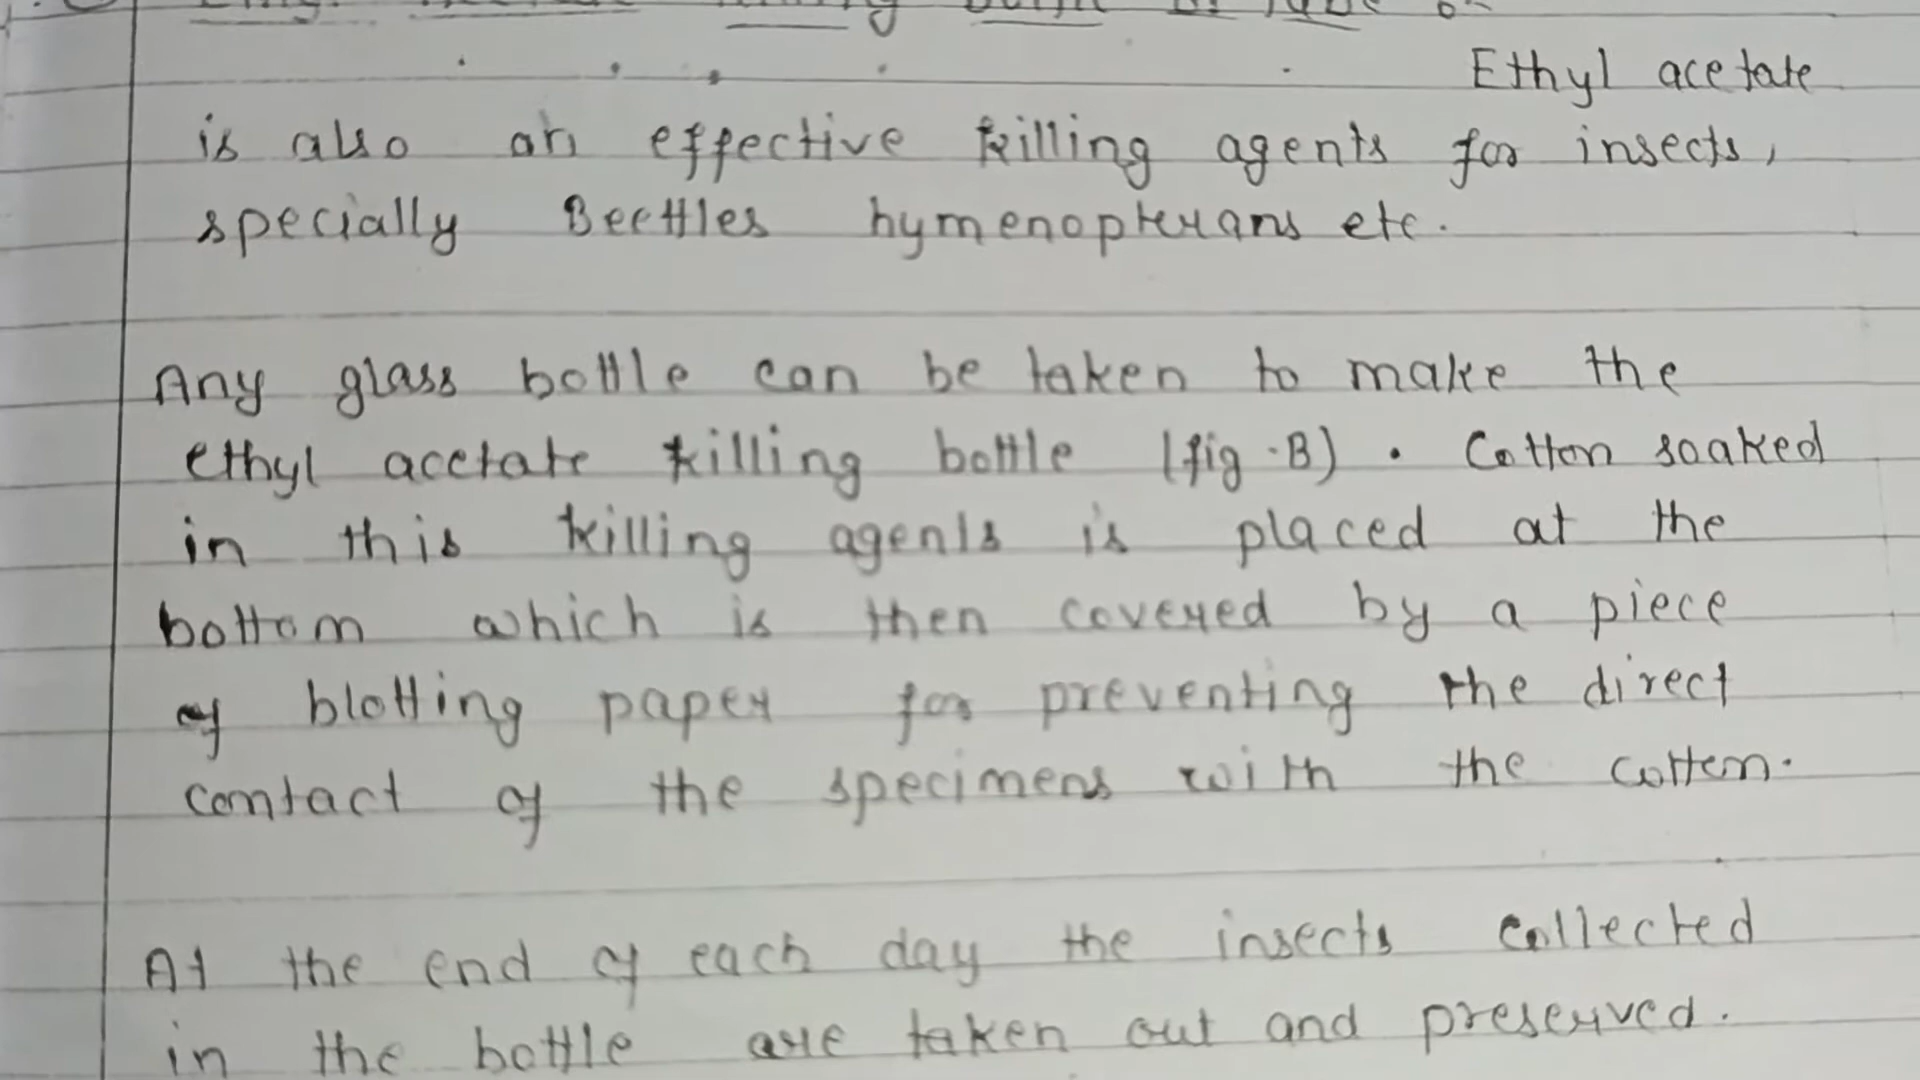 killing
Ethyl acetate
is also an effective killing agents for insects,
specially Beettles hymenopterans etc.
Any glass bottle can be taken to make the
ethyl acetate killing bottle (fig.B). Cotton soaked
in this killing agents is placed at the
bottom which is then covered by a piece
of blotting paper for preventing the direct
contact of the specimens with the cotten.
At the end of each day the insects collected
in the bottle are taken out and preserved.